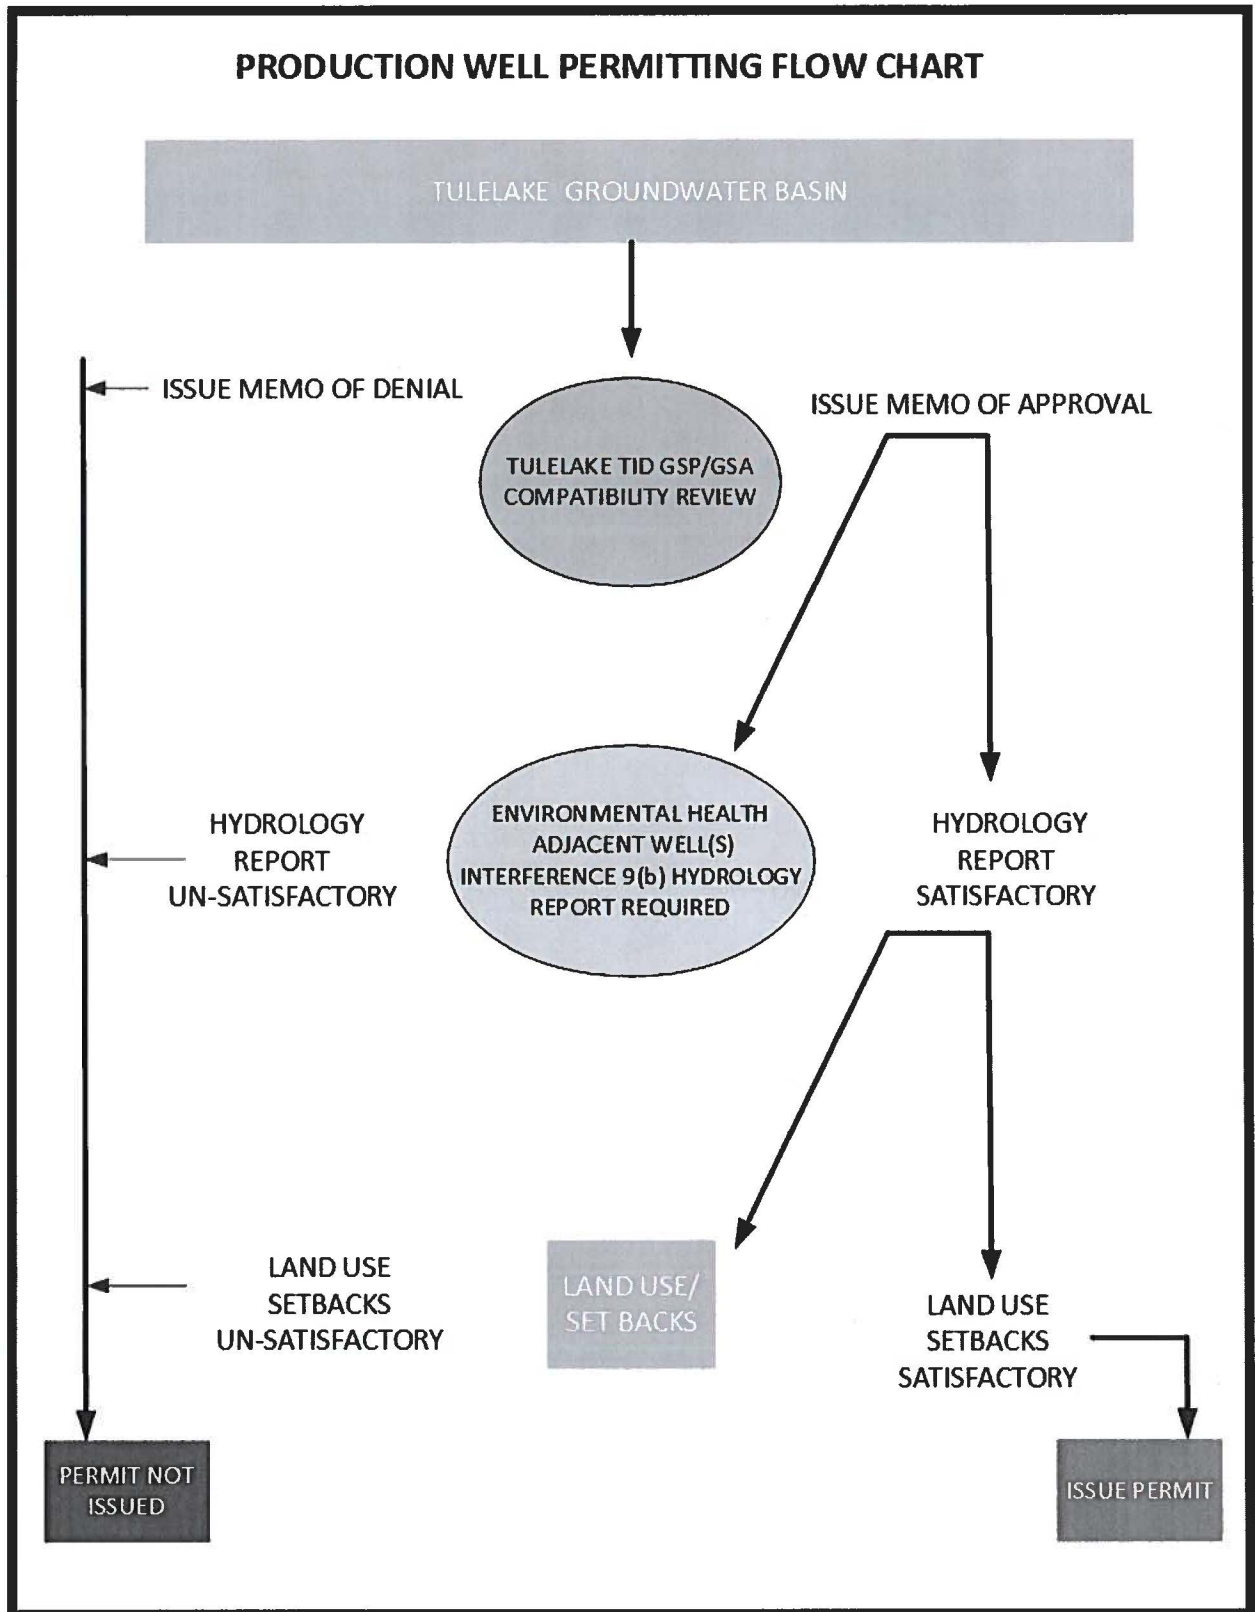 PRODUCTION WELL PERMITTING FLOW CHART
TULELAKE GROUNDWATER BASIN
ISSUE MEMO OF DENIAL
ISSUE MEMO OF APPROVAL
TULELAKE TID GSP/GSA
COMPATIBILITY REVIEW
HYDROLOGY
REPORT
UN-SATISFACTORY
ENVIRONMENTAL HEALTH
ADJACENT WELL(S)
INTERFERENCE 9(b) HYDROLOGY
REPORT REQUIRED
HYDROLOGY
REPORT
SATISFACTORY
LAND USE
SETBACKS
UN-SATISFACTORY
LAND USE/
SET BACKS
LAND USE
SETBACKS
SATISFACTORY
PERMIT NOT
ISSUED
ISSUE PERMIT